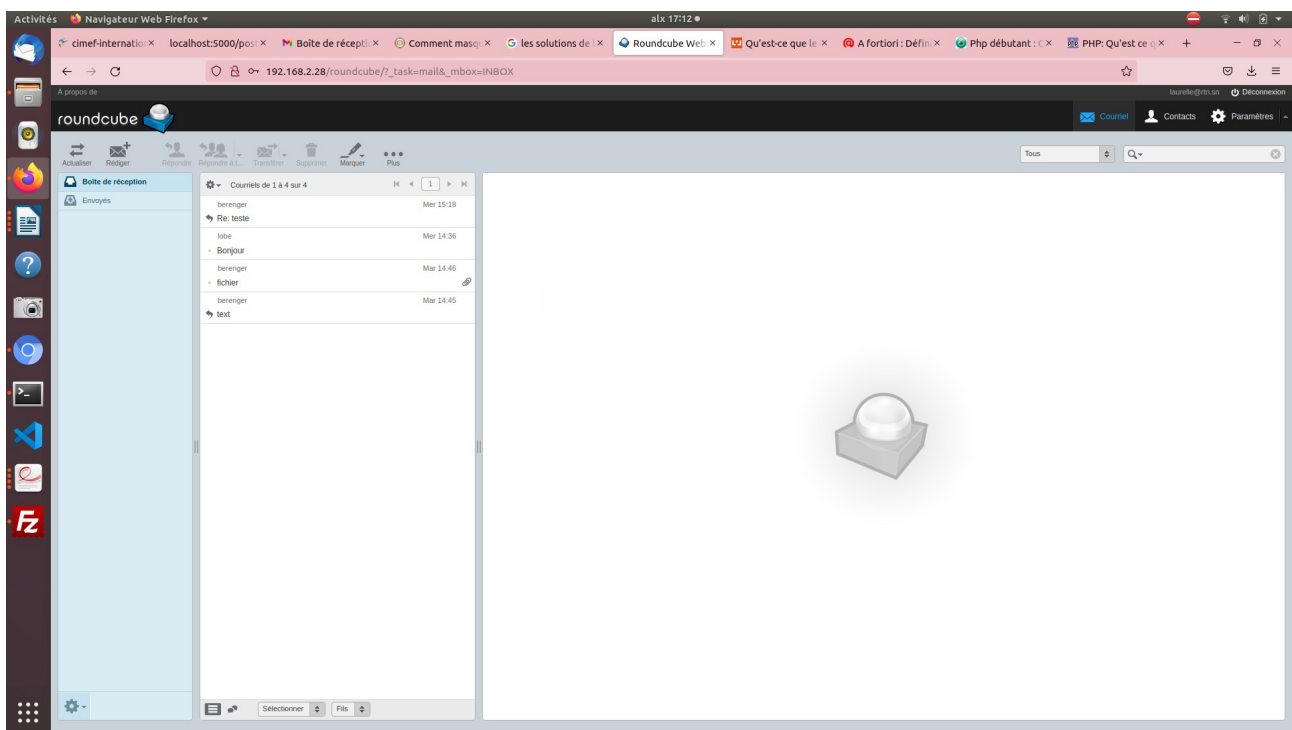 Activités Navigateur Web Firefox alx 17:12
cimef-internatio localhost:5000/post Boîte de récepti Comment masq les solutions de l Roundcube Web Qu'est-ce que le A fortiori : Défini Php débutant : C PHP: Qu'est ce q
192.168.2.28/roundcube/?_task=mail&_mbox=INBOX
A propos de laurelle@rtn.sn Déconnexion
roundcube Courriel Contacts Paramètres
Actualiser Rédiger Répondre Répondre à t... Transférer Supprimer Marquer Plus Tous
Boîte de réception
Envoyés
Courriels de 1 à 4 sur 4 1
berenger Mer 15:18
Re: teste
lobe Mer 14:36
Bonjour
berenger Mar 14:46
fichier
berenger Mar 14:45
text
Sélectionner Fils